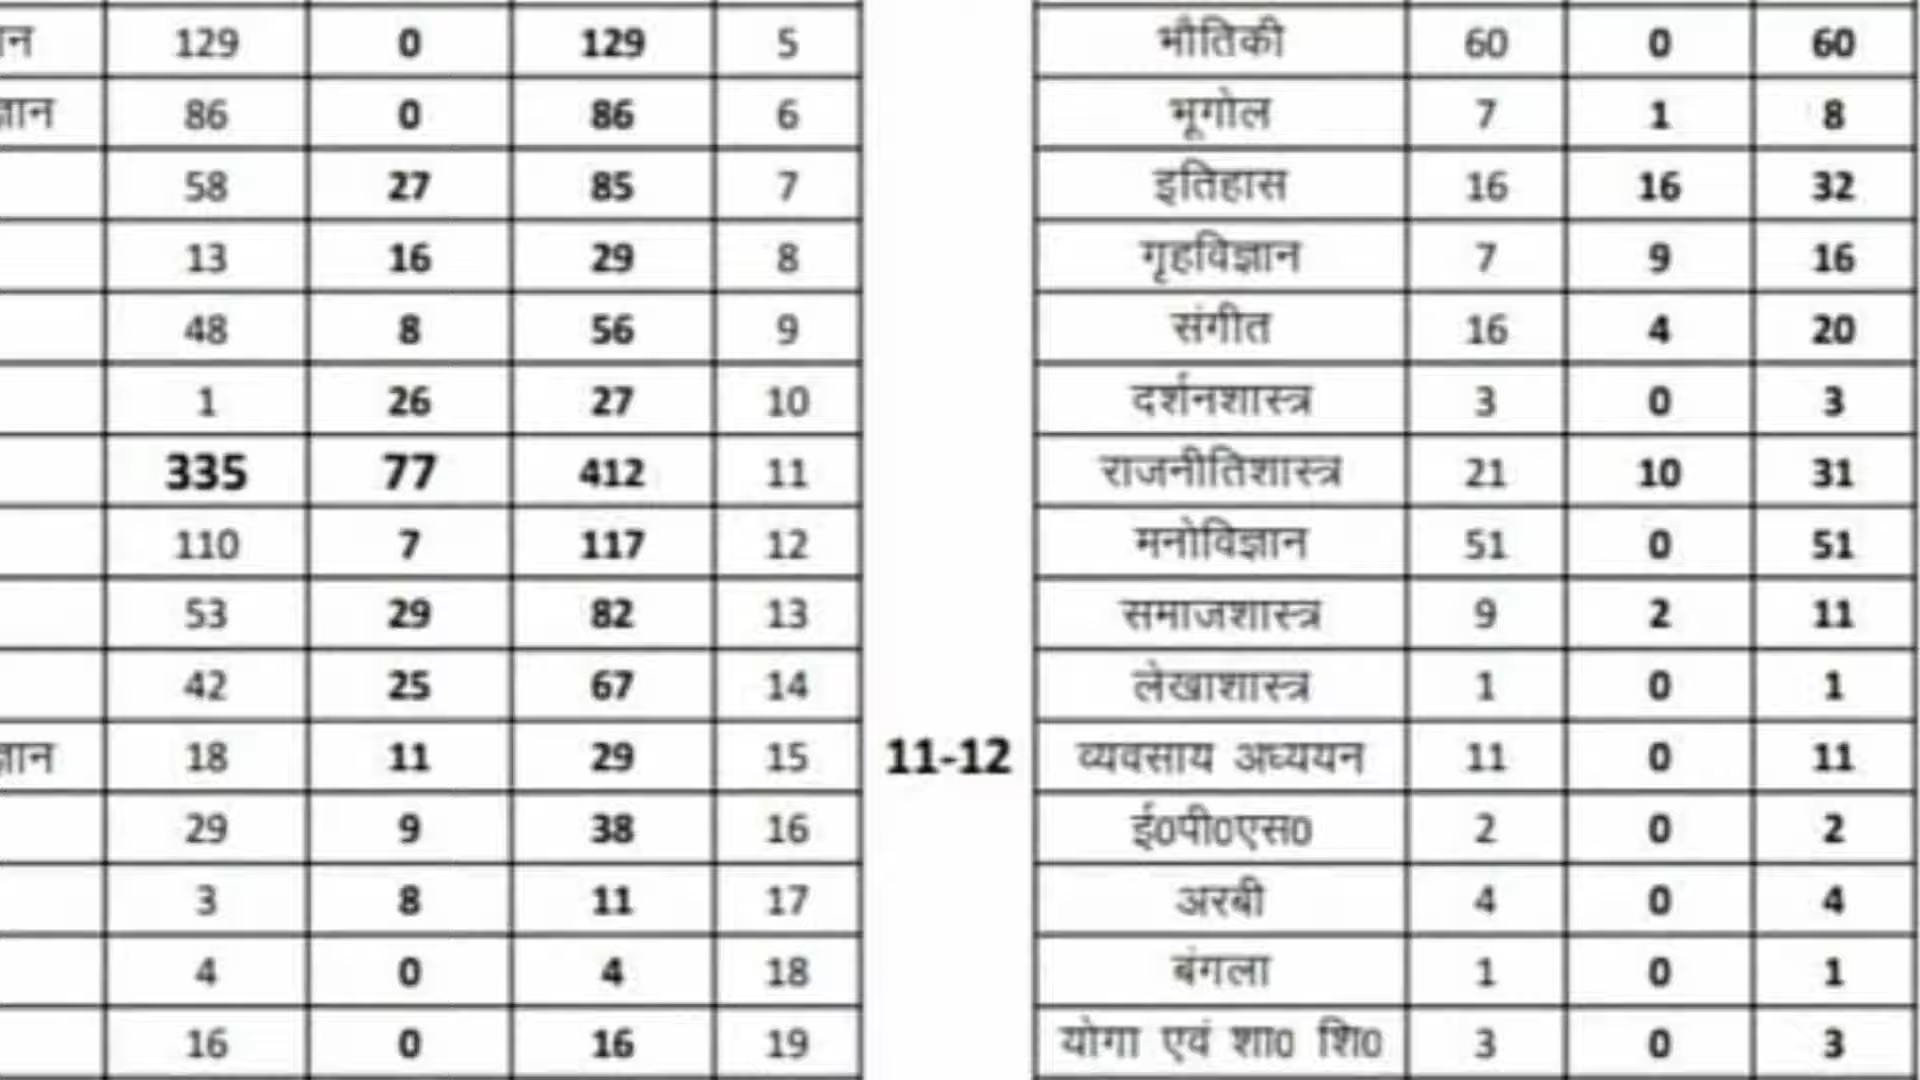 न 129 0 129 5 भौतिकी 60 0 60
ज्ञान 86 0 86 6 भूगोल 7 1 8
58 27 85 7 इतिहास 16 16 32
13 16 29 8 गृहविज्ञान 7 9 16
48 8 56 9 संगीत 16 4 20
1 26 27 10 दर्शनशास्त्र 3 0 3
335 77 412 11 राजनीतिशास्त्र 21 10 31
110 7 117 12 मनोविज्ञान 51 0 51
53 29 82 13 समाजशास्त्र 9 2 11
42 25 67 14 लेखाशास्त्र 1 0 1
ज्ञान 18 11 29 15 11-12 व्यवसाय अध्ययन 11 0 11
29 9 38 16 ई0पी0एस0 2 0 2
3 8 11 17 अरबी 4 0 4
4 0 4 18 बंगला 1 0 1
16 0 16 19 योगा एवं शा0 शि0 3 0 3